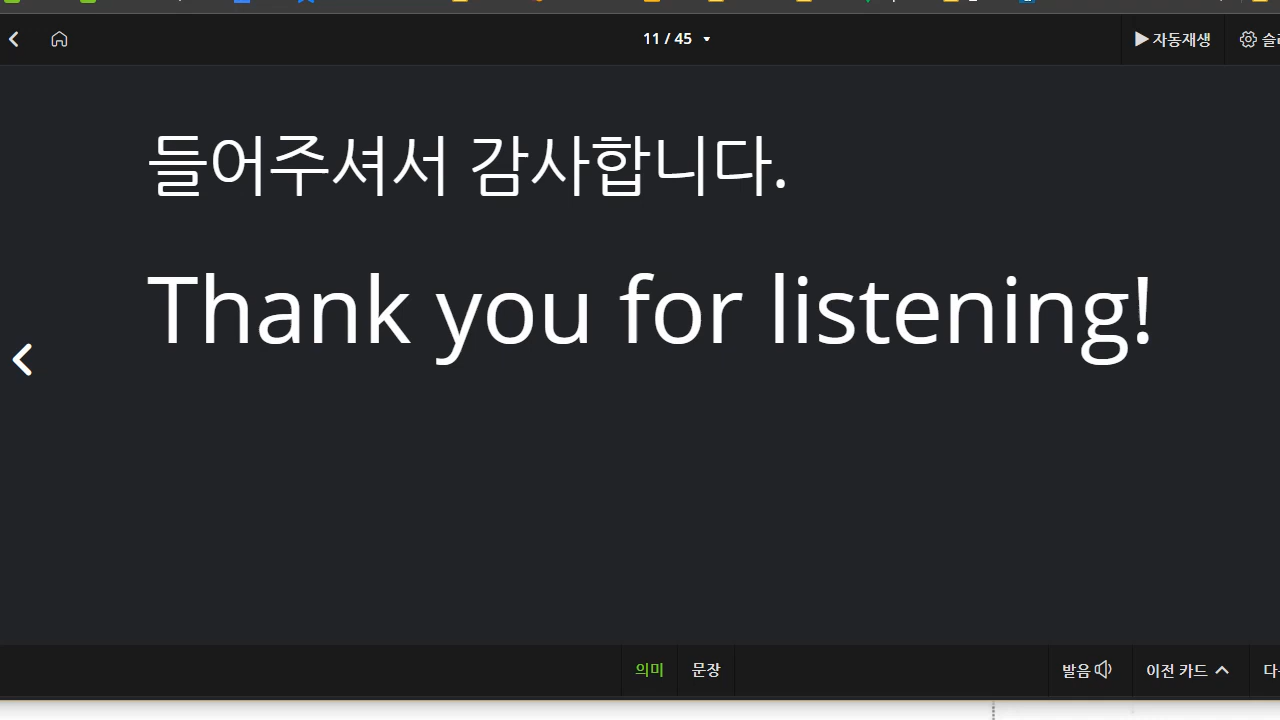 11 / 45
자동재생
들어주셔서 감사합니다.
Thank you for listening!
의미
문장
발음
이전 카드